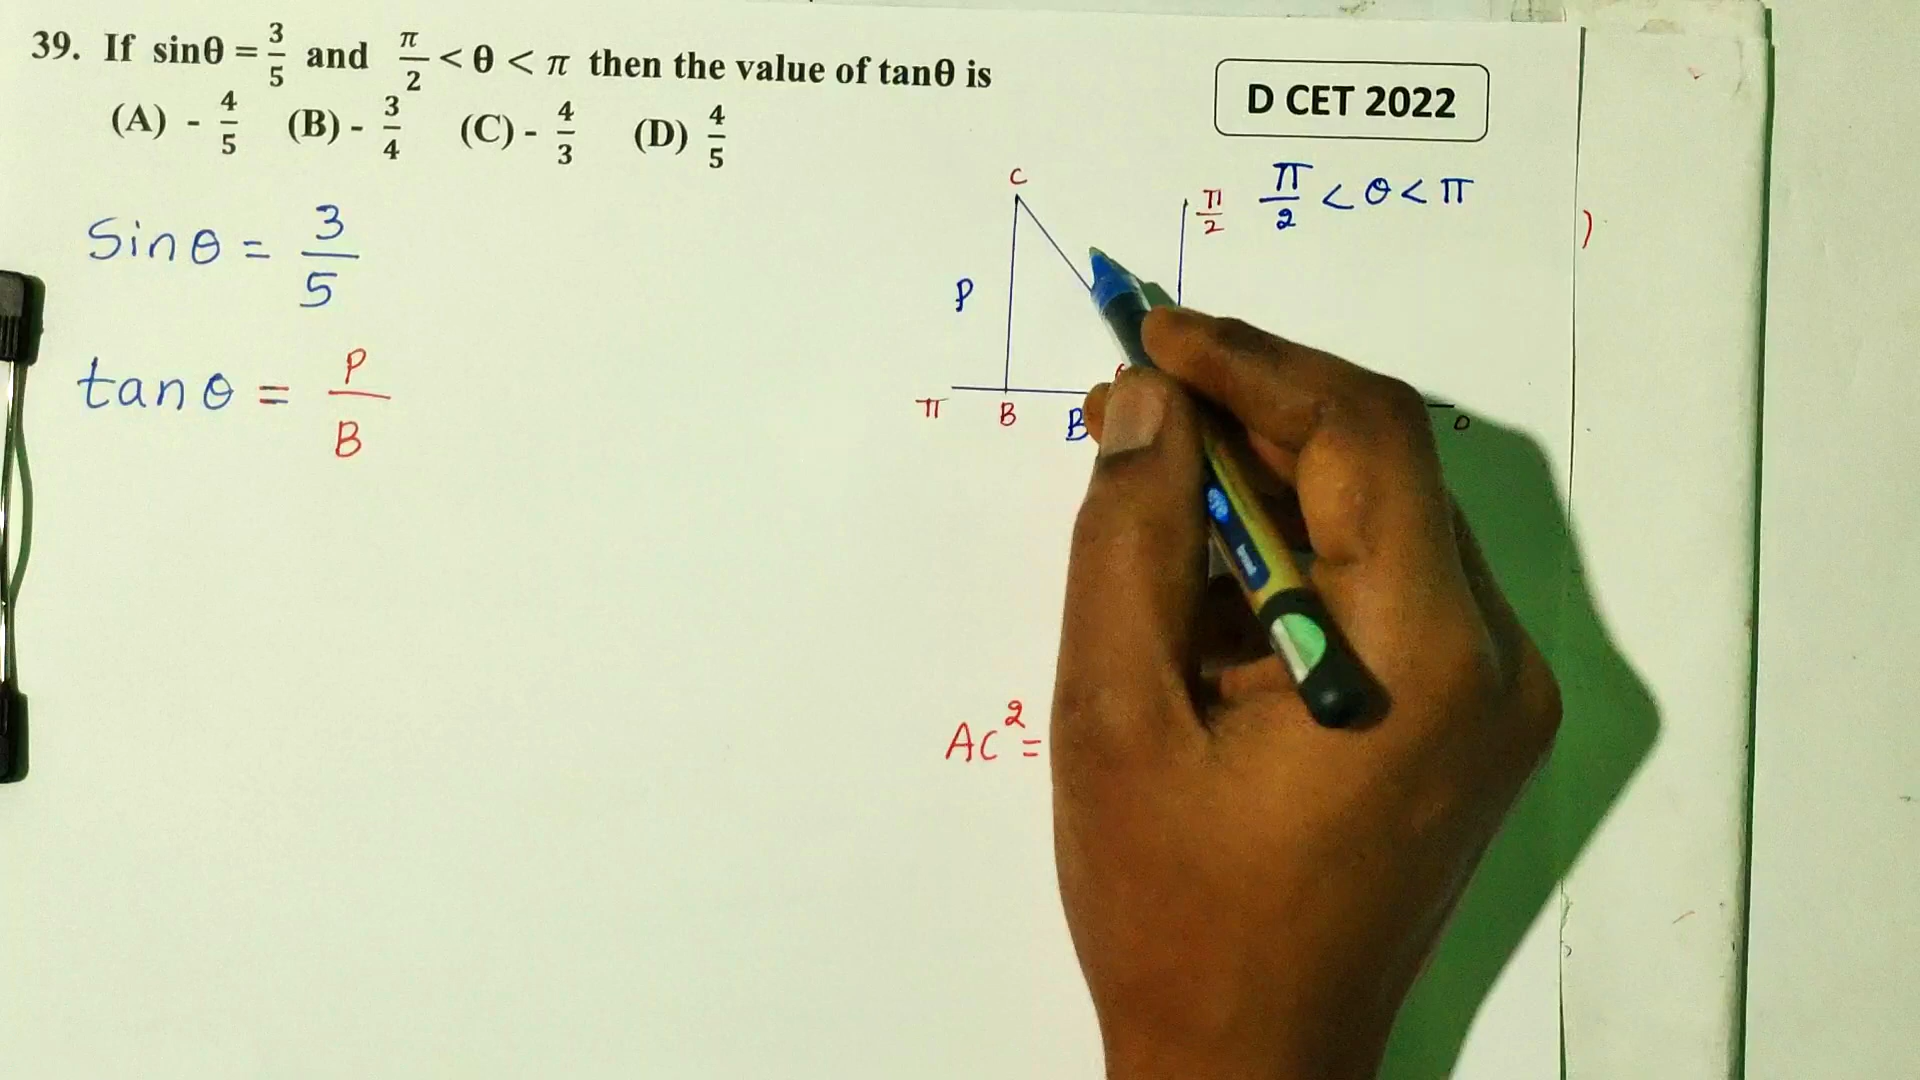 39. If sinθ = 3/5 and π/2 < θ < π then the value of tanθ is
(A) - 4/5 (B) - 3/4 (C) - 4/3 (D) 4/5
D CET 2022
Sinθ = 3/5
tanθ = P/B
C
π/2
π/2 < θ < π
P
π
B
B
0
AC² =
)